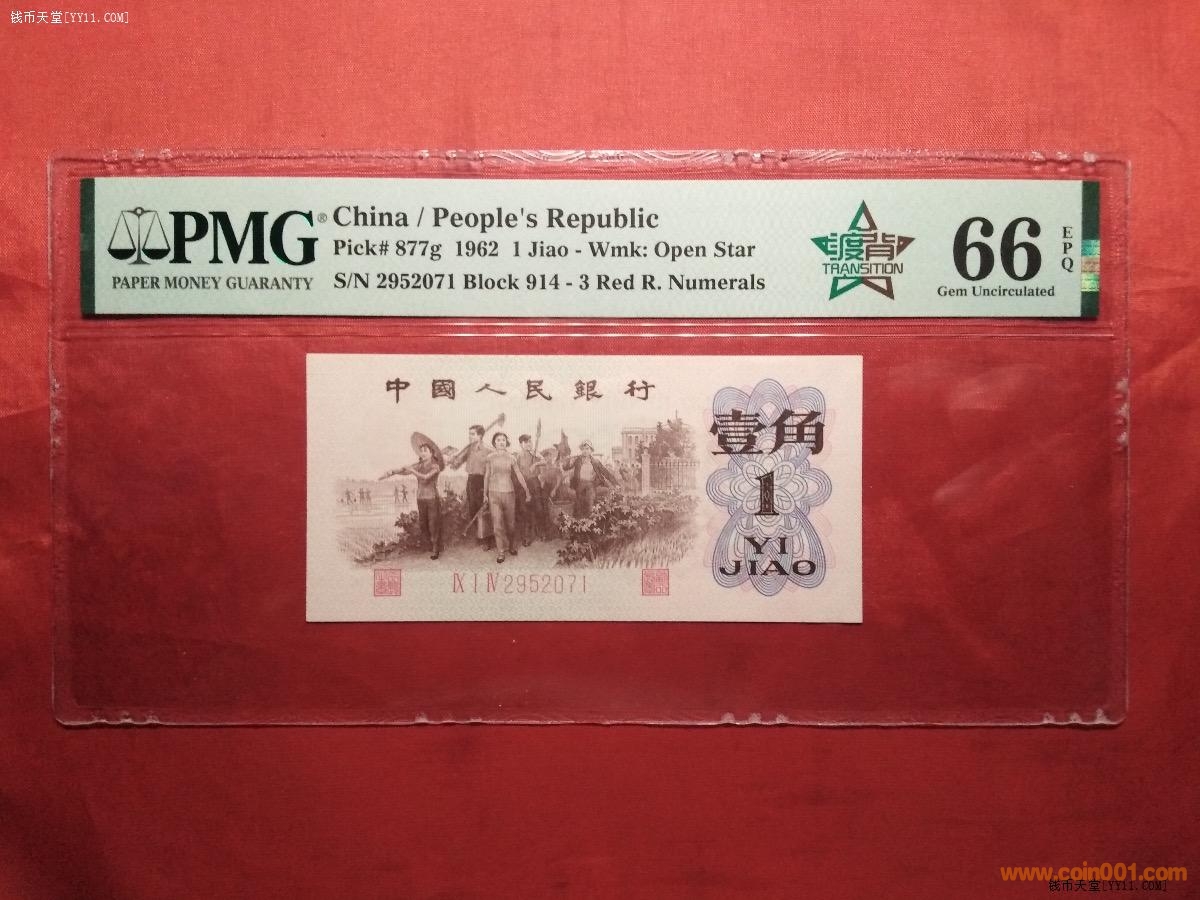 钱币天堂[YY11.COM]
PMG®
PAPER MONEY GUARANTY
China / People's Republic
Pick# 877g 1962 1 Jiao - Wmk: Open Star
S/N 2952071 Block 914 - 3 Red R. Numerals
渡背
TRANSITION
66
EPQ
Gem Uncirculated
中國人民銀行
壹角
1
YI
JIAO
IX I IV 2952071
www.coin001.com
钱币天堂[YY11.COM]